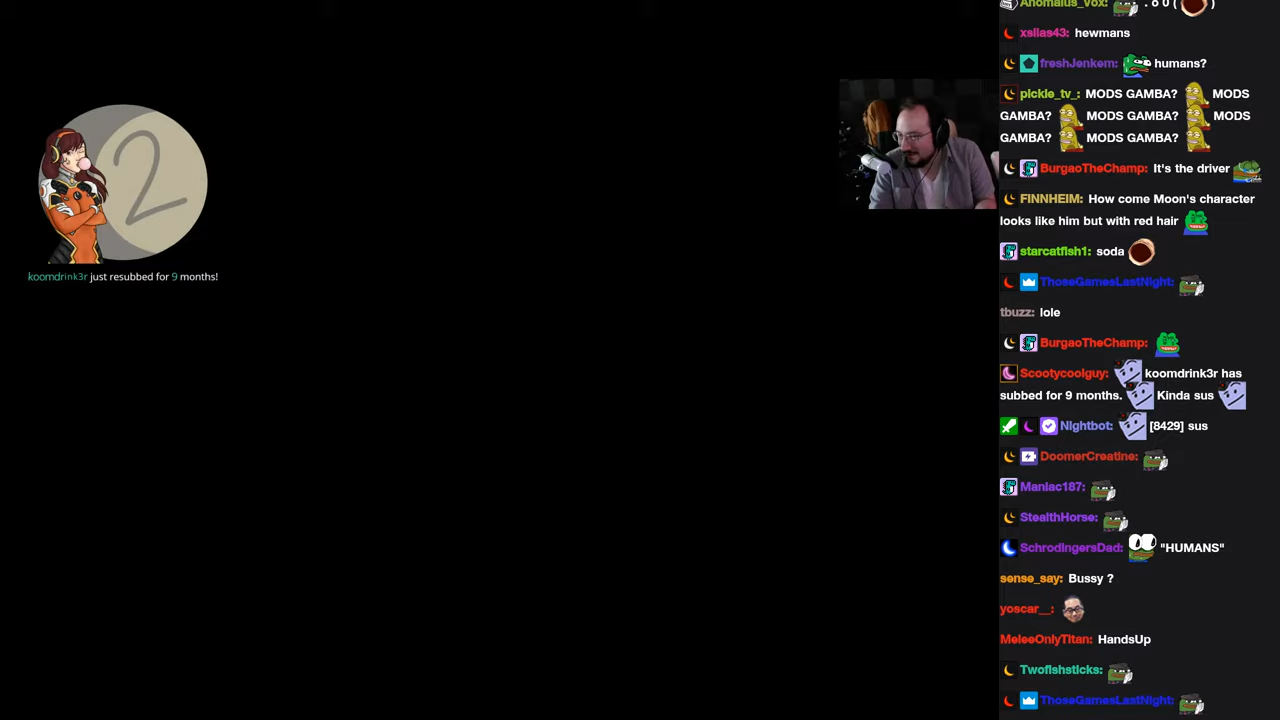 2
koomdrink3r just resubbed for 9 months!
Anomalus_Vox: . o O ( )
xsilas43: hewmans
freshJenkem: humans?
pickle_tv_: MODS GAMBA? MODS
GAMBA? MODS GAMBA? MODS
GAMBA? MODS GAMBA?
BurgaoTheChamp: It's the driver
FINNHEIM: How come Moon's character
looks like him but with red hair
starcatfish1: soda
ThoseGamesLastNight:
tbuzz: lole
BurgaoTheChamp:
Scootycoolguy: koomdrink3r has
subbed for 9 months. Kinda sus
Nightbot: [8429] sus
DoomerCreatine:
Maniac187:
StealthHorse:
SchrodingersDad: "HUMANS"
sense_say: Bussy ?
yoscar__:
MeleeOnlyTitan: HandsUp
Twofishsticks:
ThoseGamesLastNight: